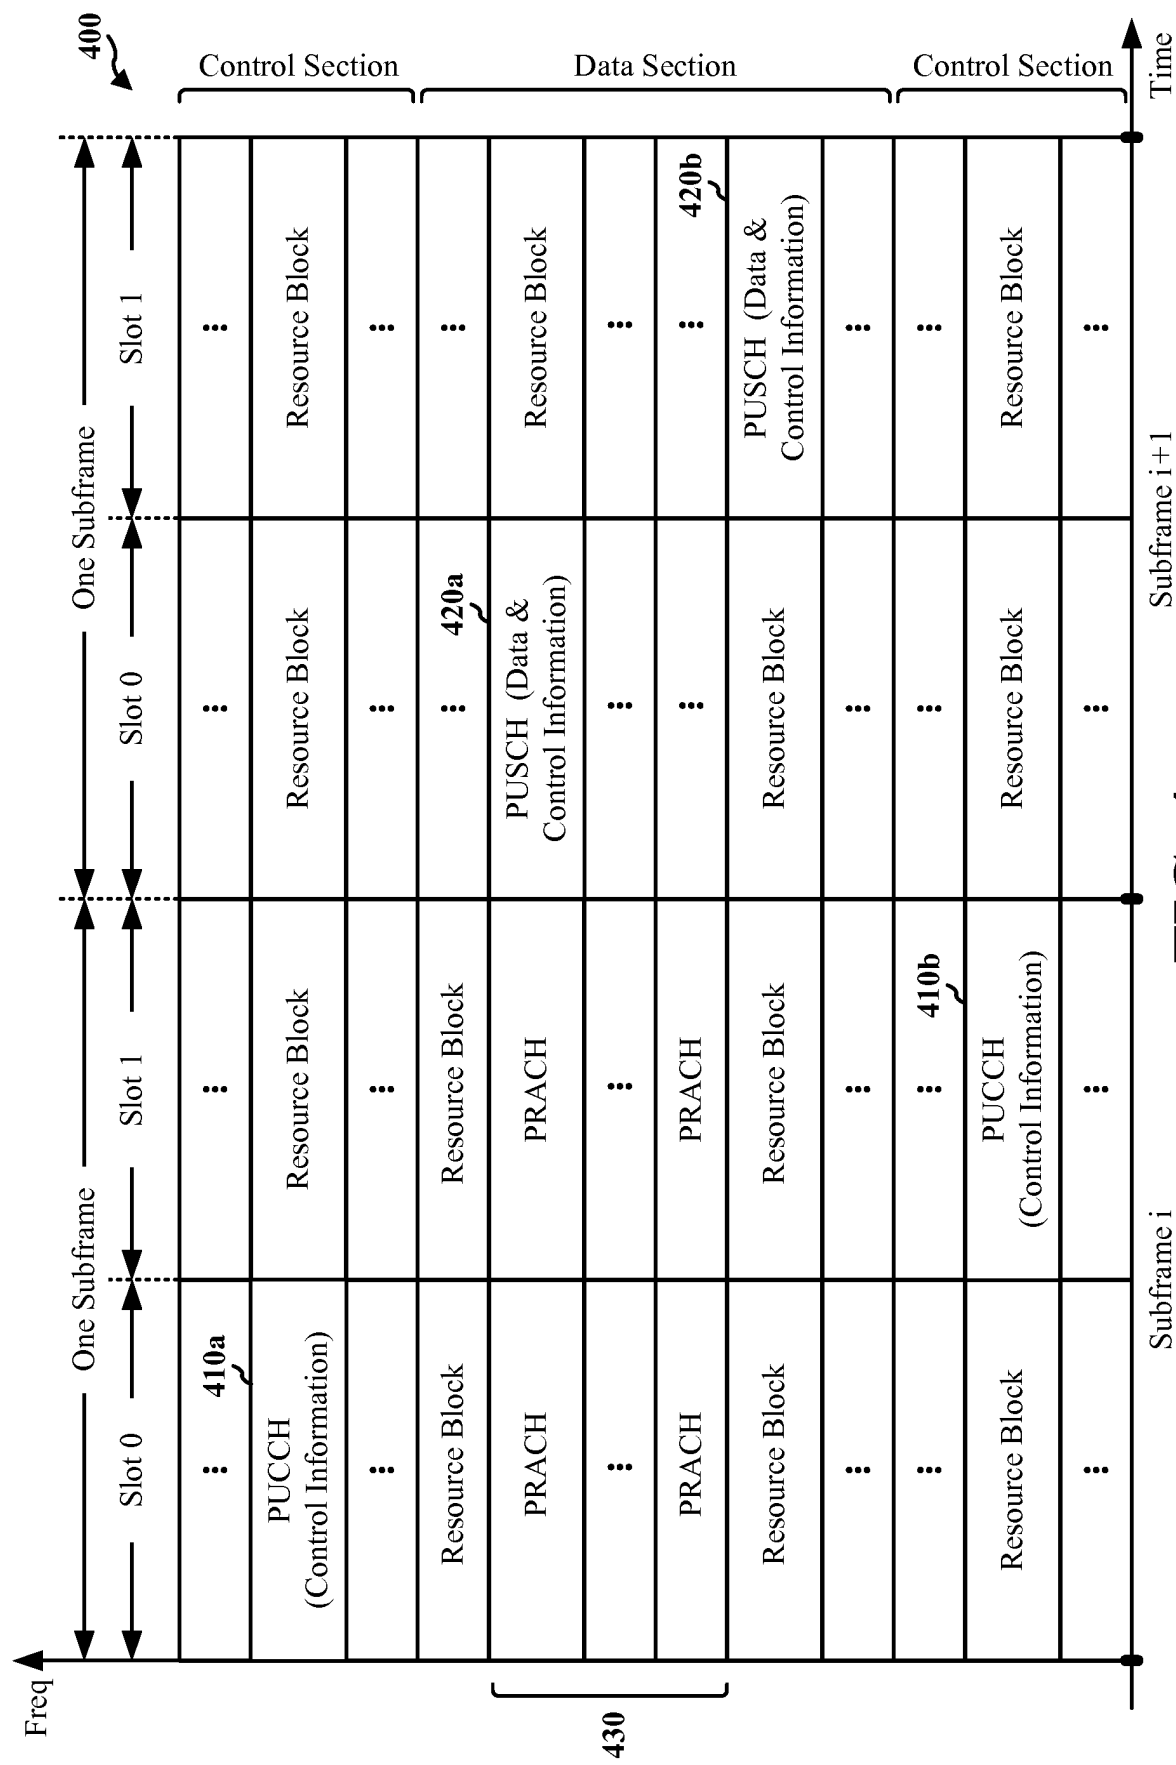 Freq
400
One Subframe
One Subframe
Slot 0
Slot 1
Slot 0
Slot 1
...
410a
...
...
...
PUCCH
(Control Information)
Resource Block
Resource Block
Resource Block
Control Section
...
...
...
...
Resource Block
Resource Block
...
420a
...
PRACH
PRACH
PUSCH (Data &
Control Information)
Resource Block
430
...
...
...
...
Data Section
PRACH
PRACH
...
...
420b
Resource Block
Resource Block
Resource Block
PUSCH (Data &
Control Information)
...
...
...
...
...
...
410b
...
...
Resource Block
PUCCH
(Control Information)
Resource Block
Resource Block
Control Section
...
...
...
...
Subframe i
Subframe i+1
Time